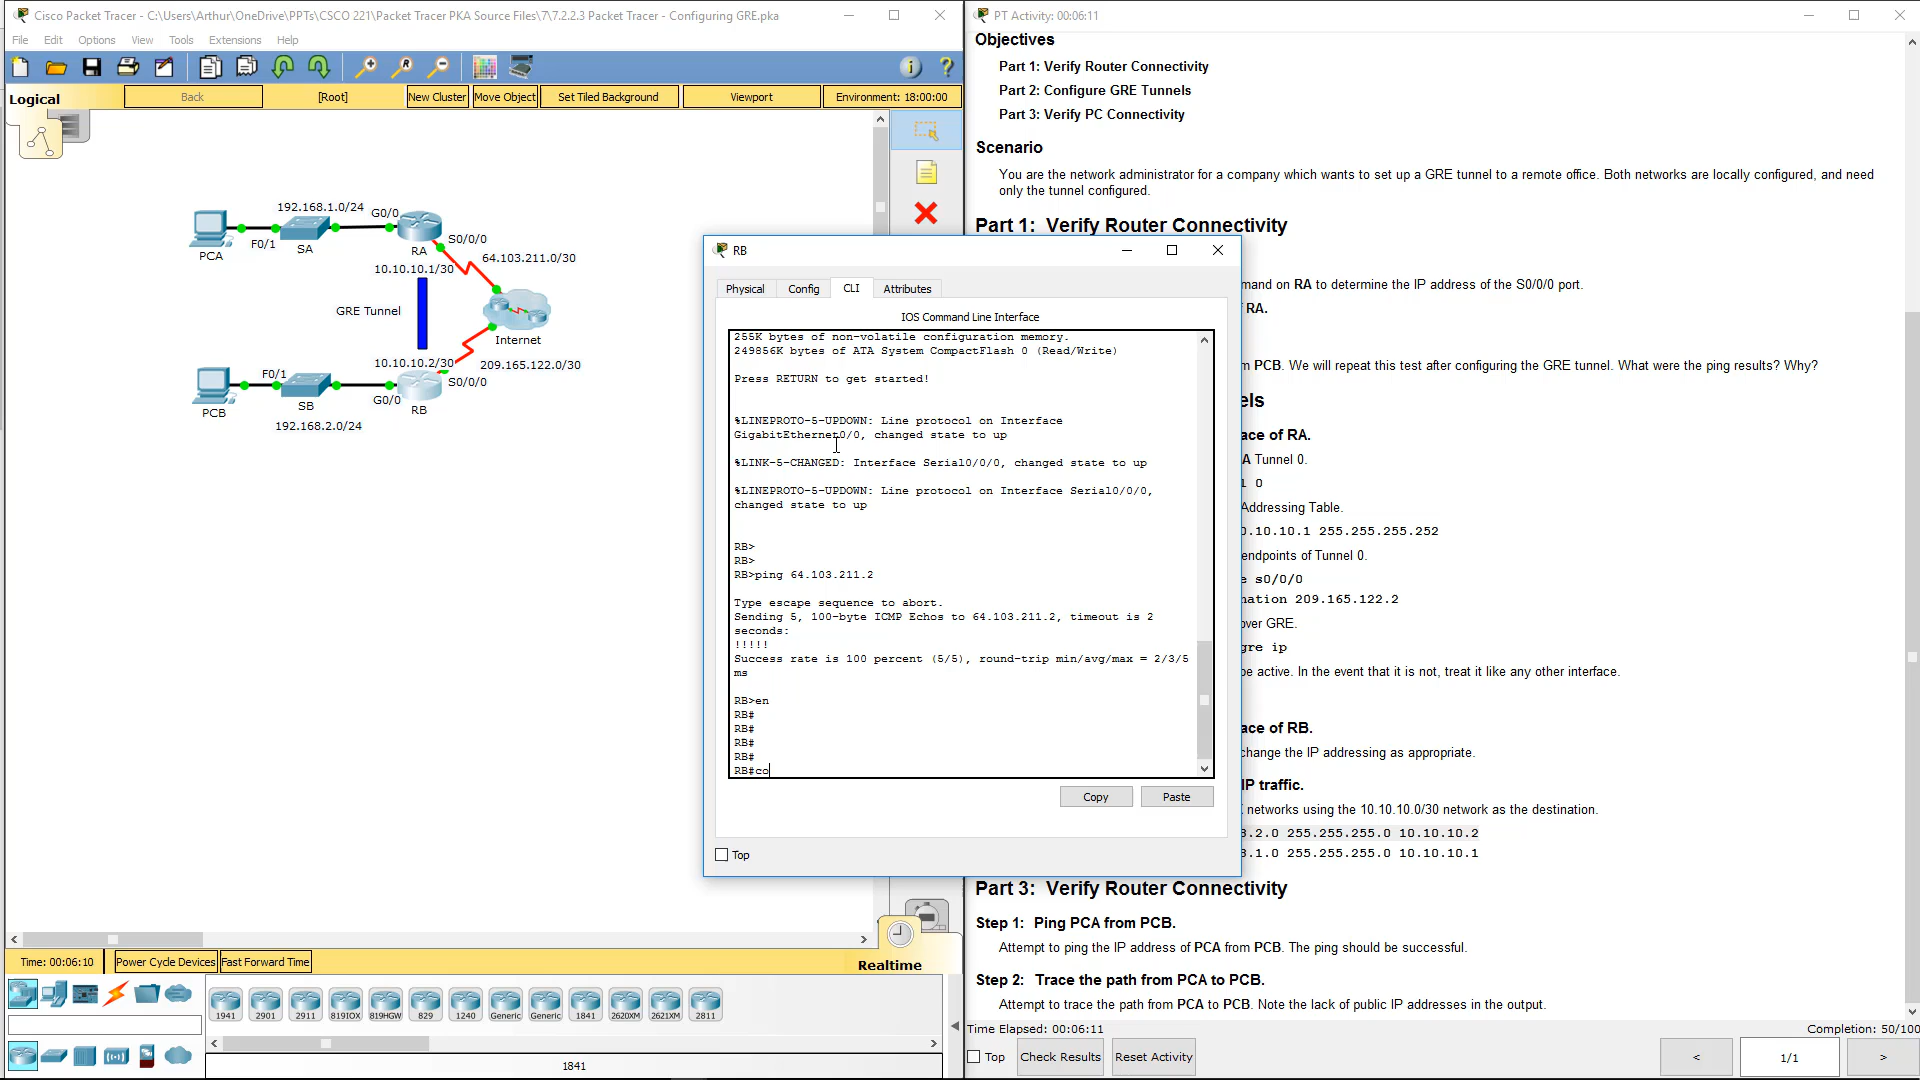 Cisco Packet Tracer - C:\Users\Arthur\OneDrive\PPTs\CSCO 221\Packet Tracer PKA Source Files\7\7.2.2.3 Packet Tracer - Configuring GRE.pka
File Edit Options View Tools Extensions Help
Logical
Back
[Root]
New Cluster
Move Object
Set Tiled Background
Viewport
Environment: 18:00:00
192.168.1.0/24
G0/0
F0/1
SA
PCA
RA
S0/0/0
64.103.211.0/30
10.10.10.1/30
GRE Tunnel
Internet
10.10.10.2/30
209.165.122.0/30
F0/1
S0/0/0
G0/0
PCB
SB
RB
192.168.2.0/24
RB
Physical
Config
CLI
Attributes
IOS Command Line Interface
255K bytes of non-volatile configuration memory.
249856K bytes of ATA System CompactFlash 0 (Read/Write)
Press RETURN to get started!
%LINEPROTO-5-UPDOWN: Line protocol on Interface
GigabitEthernet0/0, changed state to up
%LINK-5-CHANGED: Interface Serial0/0/0, changed state to up
%LINEPROTO-5-UPDOWN: Line protocol on Interface Serial0/0/0,
changed state to up
RB>
RB>
RB>ping 64.103.211.2
Type escape sequence to abort.
Sending 5, 100-byte ICMP Echos to 64.103.211.2, timeout is 2
seconds:
!!!!!
Success rate is 100 percent (5/5), round-trip min/avg/max = 2/3/5
ms
RB>en
RB#
RB#
RB#
RB#
RB#co
Copy
Paste
Top
Time: 00:06:10
Power Cycle Devices
Fast Forward Time
Realtime
1941 2901 2911 819IOX 819HGW 829 1240 Generic Generic 1841 2620XM 2621XM 2811
1841
PT Activity: 00:06:11
Objectives
Part 1: Verify Router Connectivity
Part 2: Configure GRE Tunnels
Part 3: Verify PC Connectivity
Scenario
You are the network administrator for a company which wants to set up a GRE tunnel to a remote office. Both networks are locally configured, and need
only the tunnel configured.
Part 1: Verify Router Connectivity
mand on RA to determine the IP address of the S0/0/0 port.
RA.
PCB. We will repeat this test after configuring the GRE tunnel. What were the ping results? Why?
els
ace of RA.
A Tunnel 0.
l 0
Addressing Table.
0.10.10.1 255.255.255.252
endpoints of Tunnel 0.
e s0/0/0
nation 209.165.122.2
over GRE.
gre ip
be active. In the event that it is not, treat it like any other interface.
ace of RB.
change the IP addressing as appropriate.
IP traffic.
networks using the 10.10.10.0/30 network as the destination.
8.2.0 255.255.255.0 10.10.10.2
8.1.0 255.255.255.0 10.10.10.1
Part 3: Verify Router Connectivity
Step 1: Ping PCA from PCB.
Attempt to ping the IP address of PCA from PCB. The ping should be successful.
Step 2: Trace the path from PCA to PCB.
Attempt to trace the path from PCA to PCB. Note the lack of public IP addresses in the output.
Time Elapsed: 00:06:11
Completion: 50/100
Top
Check Results
Reset Activity
<
1/1
>